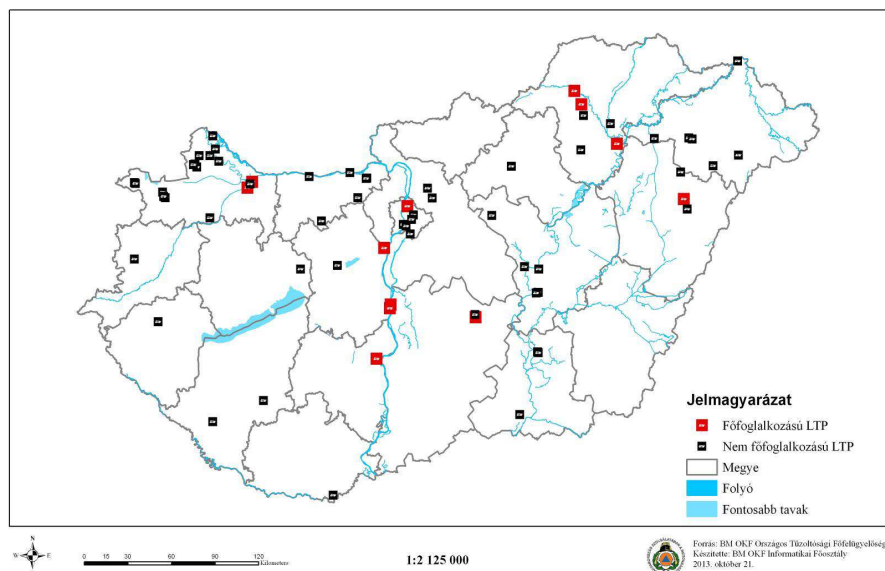 Jelmagyarázat
Főfoglalkozású LTP
Nem főfoglalkozású LTP
Megye
Folyó
Fontosabb tavak
N
W E
S
0 15 30 60 90 120
Kilometers
1:2 125 000
Forrás: BM OKF Országos Tűzoltósági Főfelügyelőség
Készítette: BM OKF Informatikai Főosztály
2013. október 21.